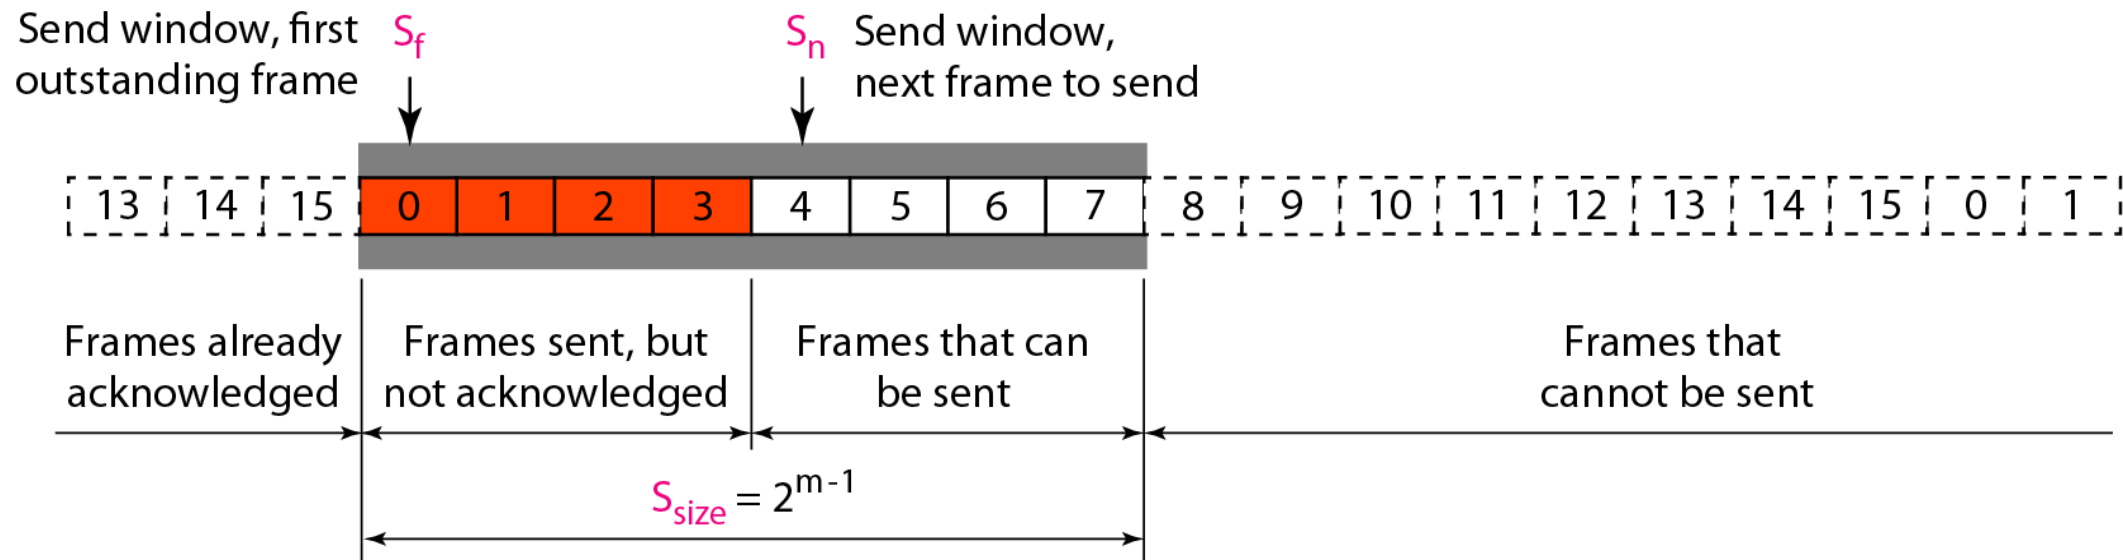 Send window, first
outstanding frame
Sf
Sn
Send window,
next frame to send
13 14 15 0 1 2 3 4 5 6 7 8 9 10 11 12 13 14 15 0 1
Frames already
acknowledged
Frames sent, but
not acknowledged
Frames that can
be sent
Frames that
cannot be sent
Ssize = 2^m-1